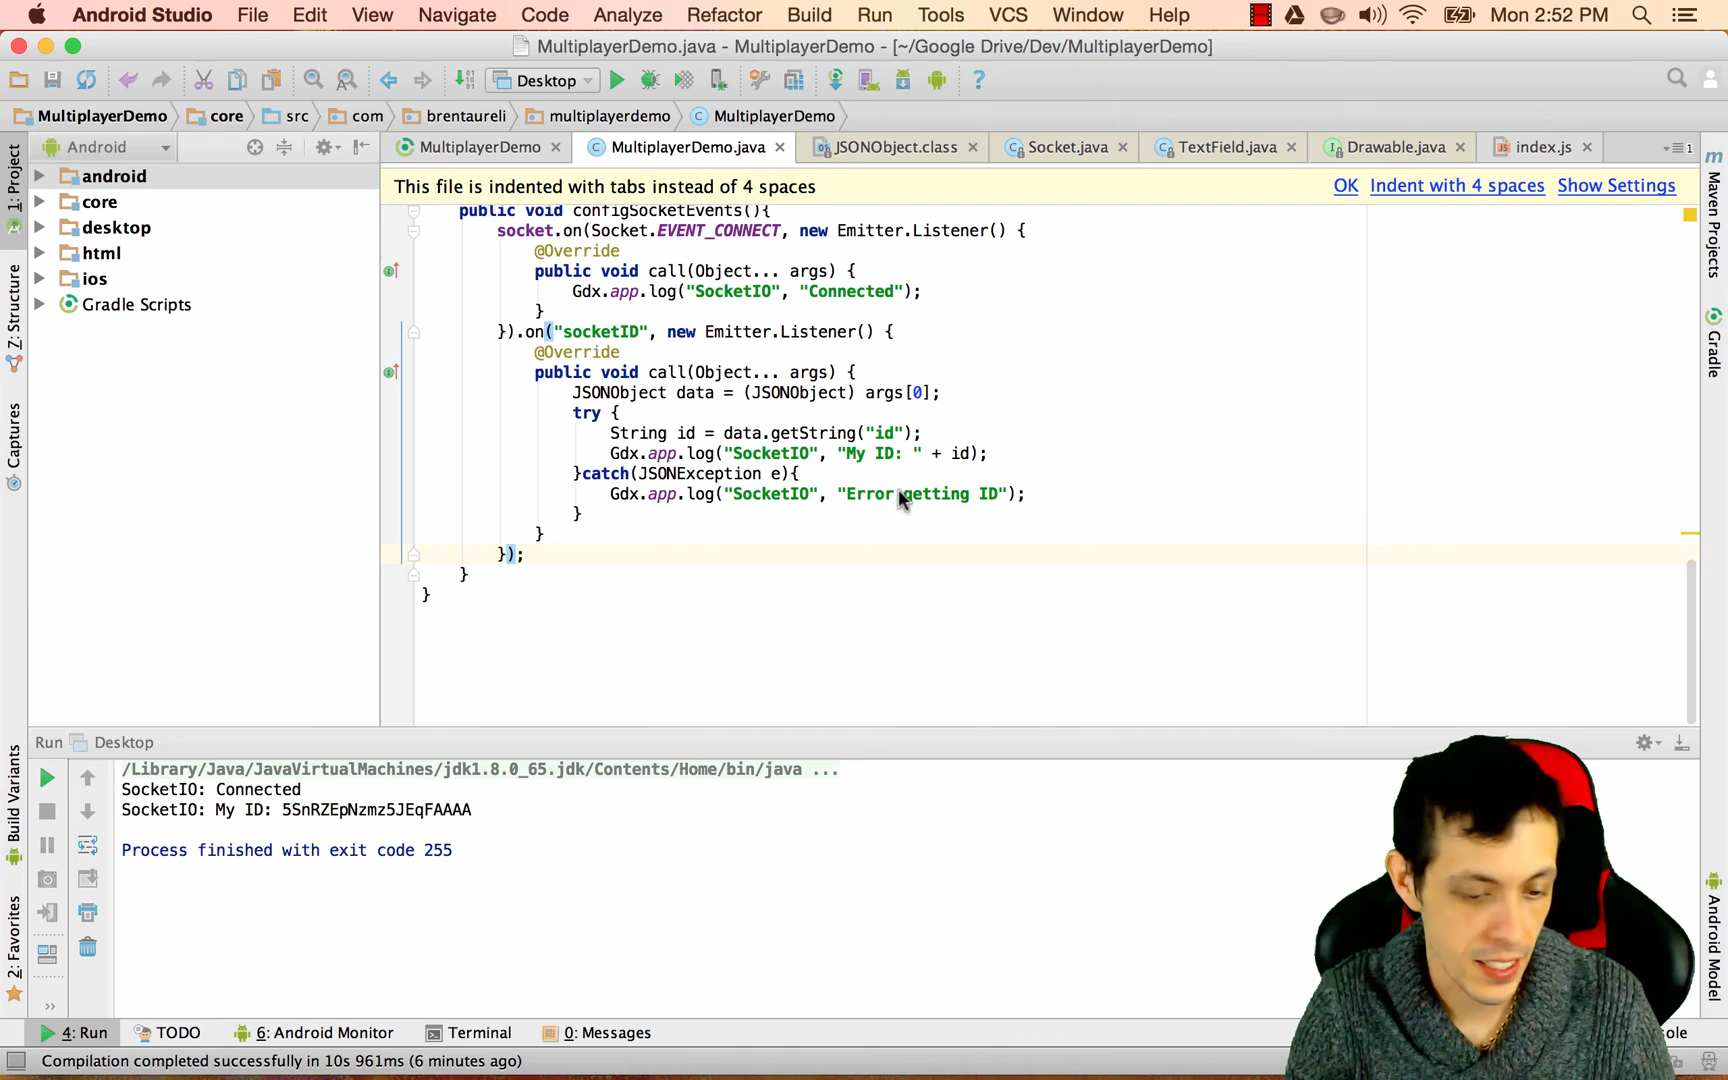 Android Studio File Edit View Navigate Code Analyze Refactor Build Run Tools VCS Window Help Mon 2:52 PM
MultiplayerDemo.java - MultiplayerDemo - [~/Google Drive/Dev/MultiplayerDemo]
Desktop
MultiplayerDemo core src com brentaureli multiplayerdemo MultiplayerDemo
Android
MultiplayerDemo MultiplayerDemo.java JSONObject.class Socket.java TextField.java Drawable.java index.js
1
This file is indented with tabs instead of 4 spaces OK Indent with 4 spaces Show Settings
android
core
desktop
html
ios
Gradle Scripts
public void configSocketEvents(){
socket.on(Socket.EVENT_CONNECT, new Emitter.Listener() {
@Override
public void call(Object... args) {
Gdx.app.log("SocketIO", "Connected");
}
}).on("socketID", new Emitter.Listener() {
@Override
public void call(Object... args) {
JSONObject data = (JSONObject) args[0];
try {
String id = data.getString("id");
Gdx.app.log("SocketIO", "My ID: " + id);
}catch(JSONException e){
Gdx.app.log("SocketIO", "Error getting ID");
}
}
});
}
}
1: Project
7: Structure
Captures
Build Variants
2: Favorites
Maven Projects
Gradle
Android Model
Run Desktop
/Library/Java/JavaVirtualMachines/jdk1.8.0_65.jdk/Contents/Home/bin/java ...
SocketIO: Connected
SocketIO: My ID: 5SnRZEpNzmz5JEqFAAAA
Process finished with exit code 255
4: Run TODO 6: Android Monitor Terminal 0: Messages
Compilation completed successfully in 10s 961ms (6 minutes ago)